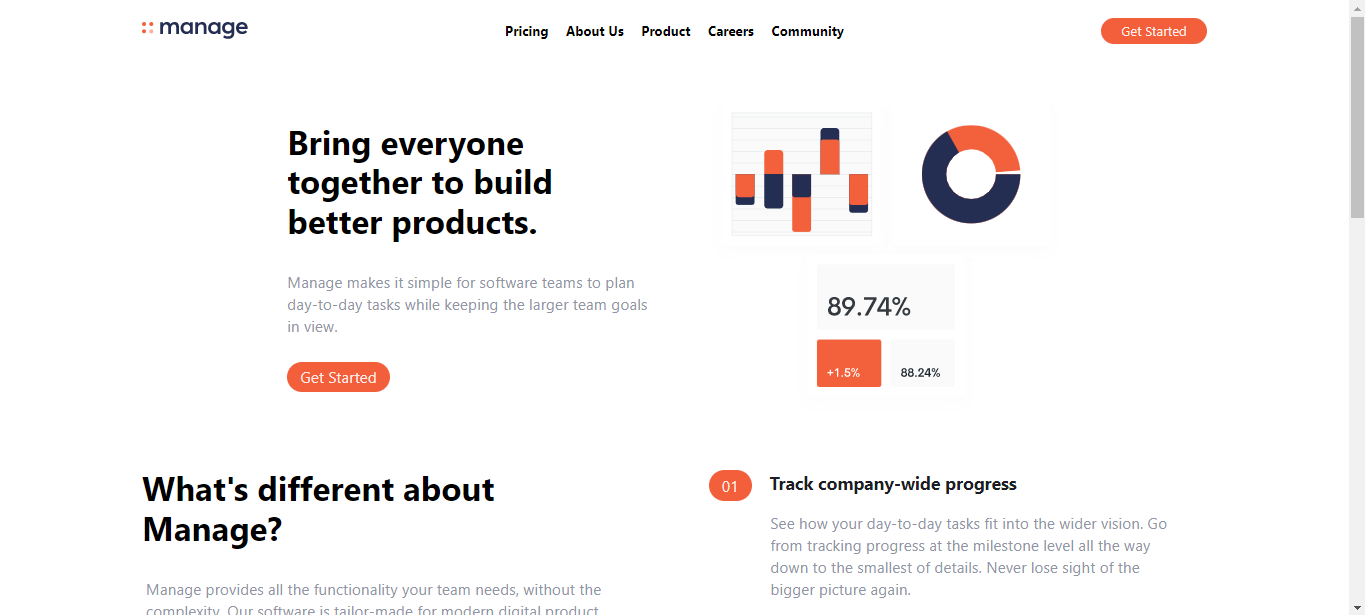 manage
Pricing About Us Product Careers Community
Get Started
Bring everyone
together to build
better products.
Manage makes it simple for software teams to plan
day-to-day tasks while keeping the larger team goals
in view.
Get Started
89.74%
+1.5% 88.24%
What's different about
Manage?
Manage provides all the functionality your team needs, without the
complexity. Our software is tailor-made for modern digital product
01 Track company-wide progress
See how your day-to-day tasks fit into the wider vision. Go
from tracking progress at the milestone level all the way
down to the smallest of details. Never lose sight of the
bigger picture again.